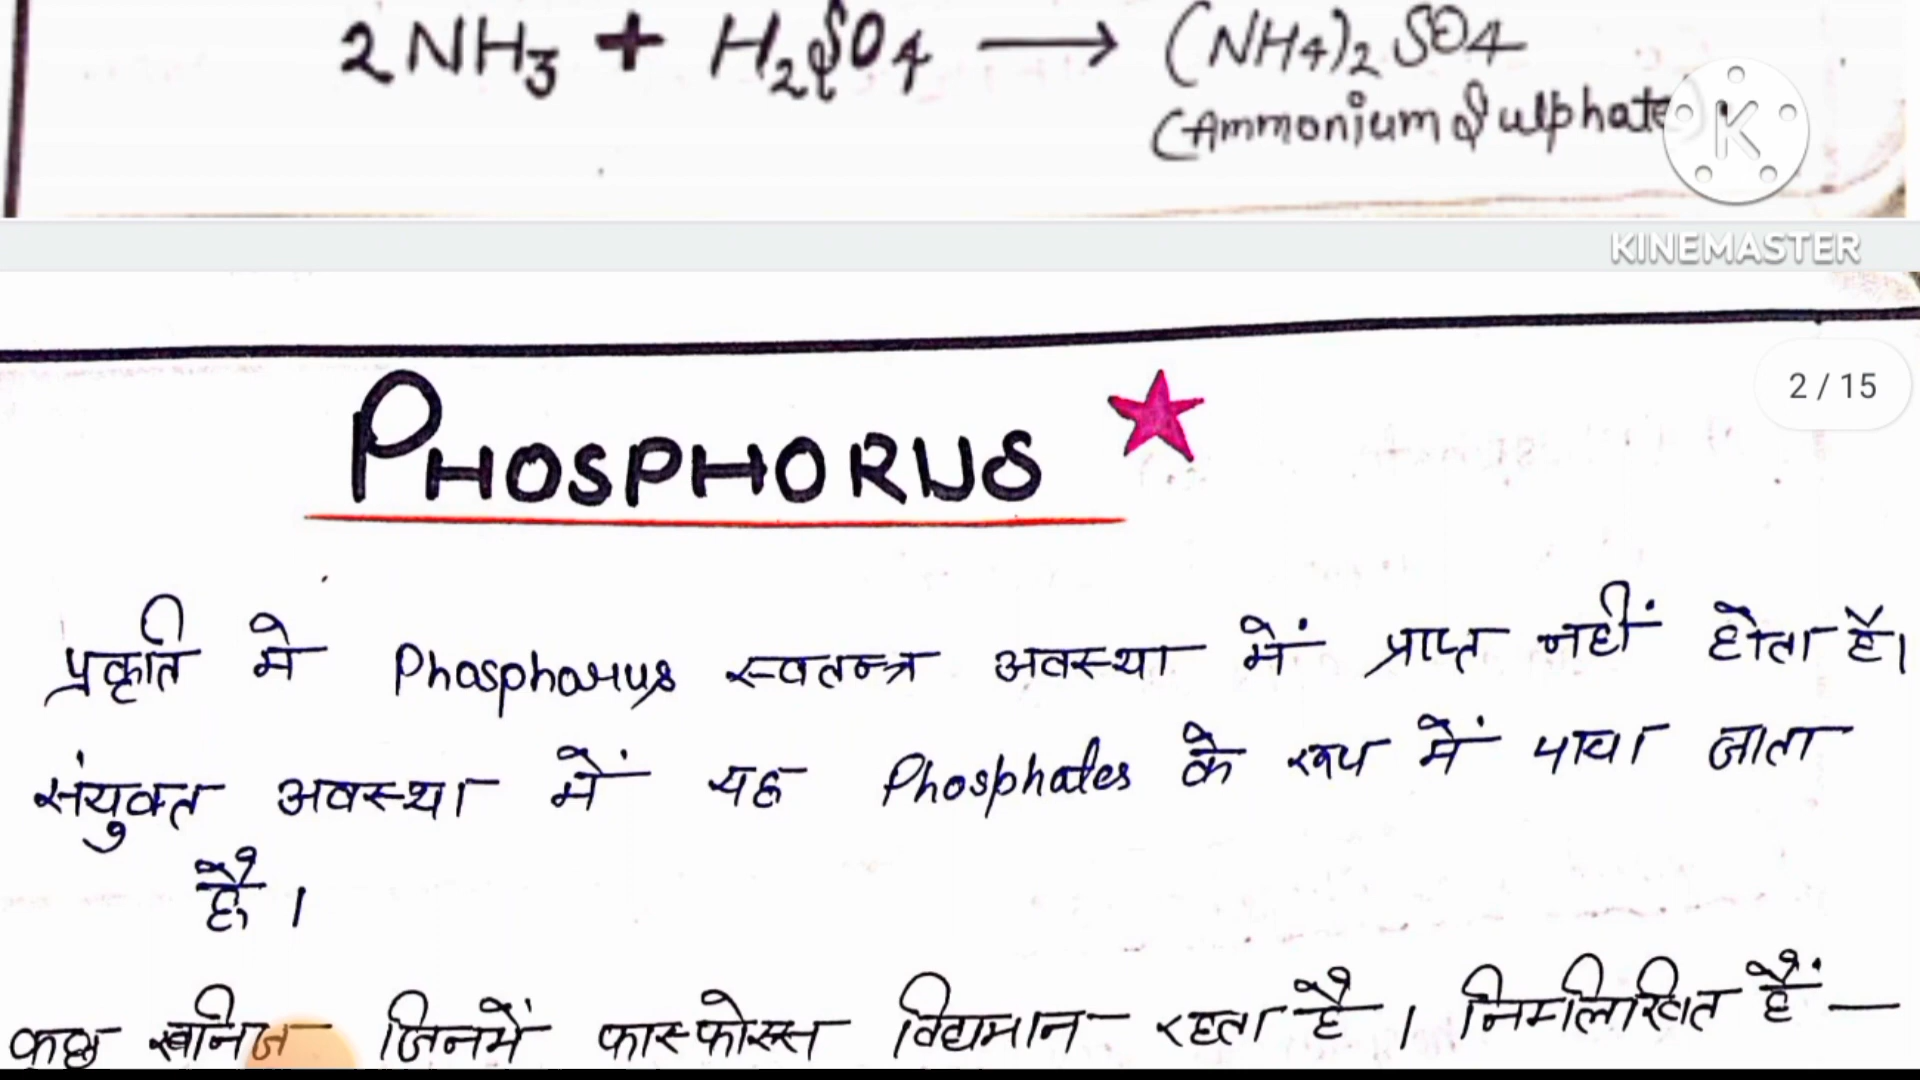 2NH3 + H2SO4 ⟶ (NH4)2SO4
(Ammonium Sulphate)
K
KINEMASTER
2 / 15
PHOSPHORUS
प्रकृति मे Phosphorus स्वतन्त्र अवस्था में प्राप्त नहीं होता है।
संयुक्त अवस्था में यह Phosphates के रूप में पाया जाता
है।
कुछ खनिज जिनमें फास्फोरस विद्यमान रहता है। निम्नलिखित हैं —